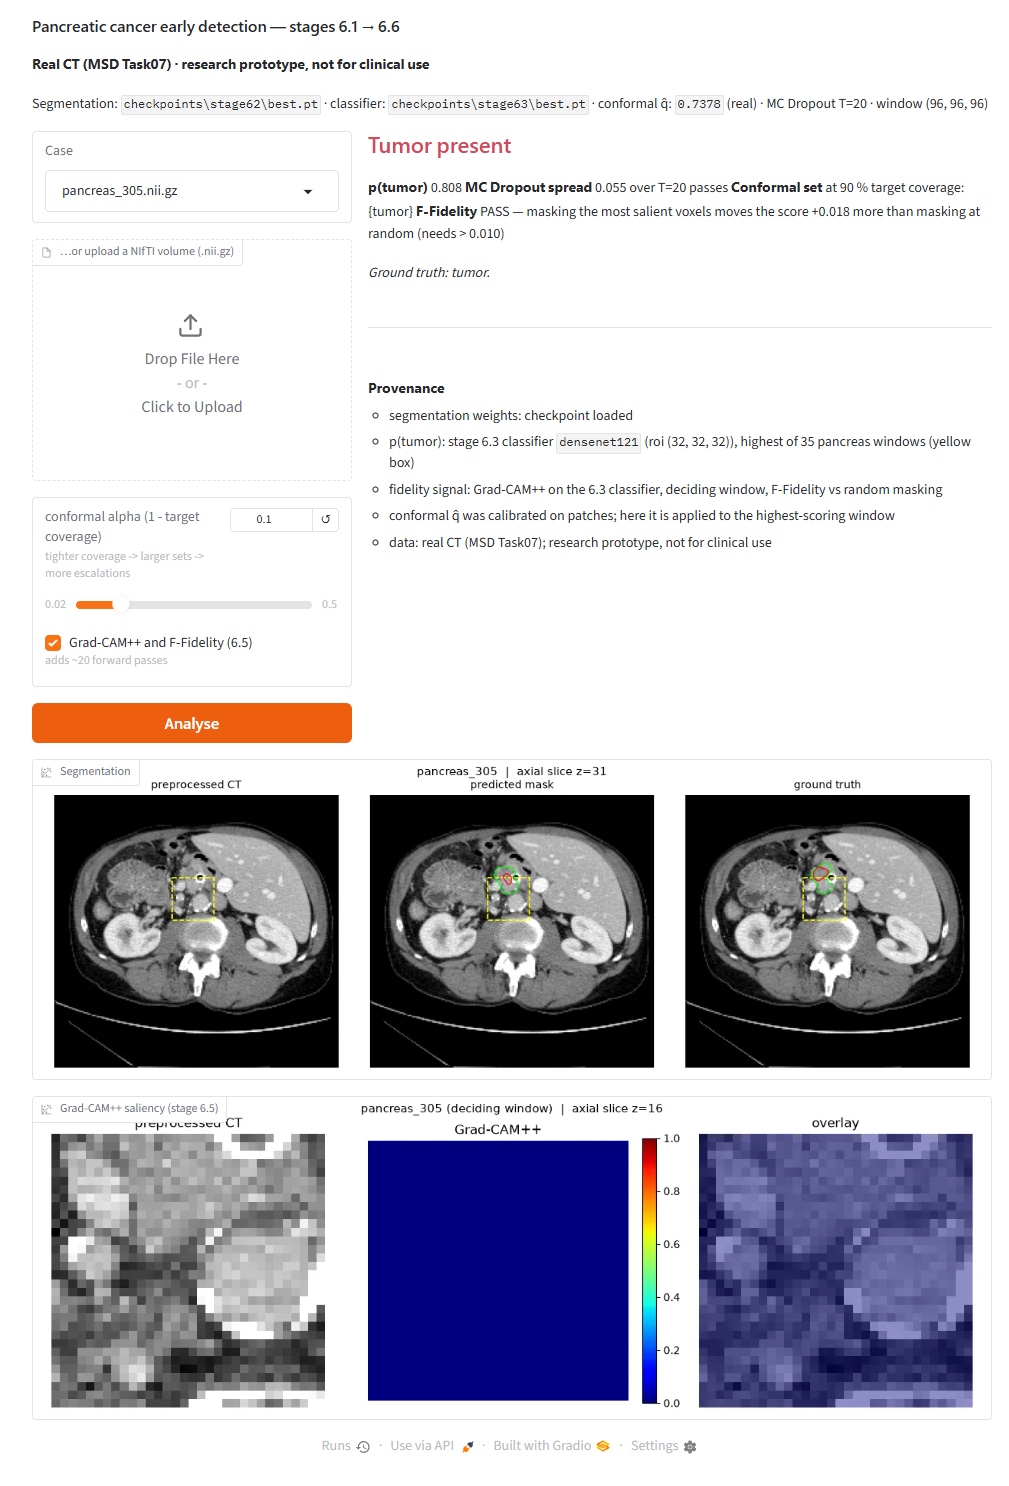 Pancreatic cancer early detection — stages 6.1 → 6.6
Real CT (MSD Task07) · research prototype, not for clinical use
Segmentation: checkpoints\stage62\best.pt · classifier: checkpoints\stage63\best.pt · conformal q̂: 0.7378 (real) · MC Dropout T=20 · window (96, 96, 96)
Case
pancreas_305.nii.gz
...or upload a NIfTI volume (.nii.gz)
Drop File Here
- or -
Click to Upload
conformal alpha (1 - target
coverage)
0.1
tighter coverage -> larger sets ->
more escalations
0.02
0.5
Grad-CAM++ and F-Fidelity (6.5)
adds ~20 forward passes
Analyse
Tumor present
p(tumor) 0.808 MC Dropout spread 0.055 over T=20 passes Conformal set at 90 % target coverage:
{tumor} F-Fidelity PASS — masking the most salient voxels moves the score +0.018 more than masking at
random (needs > 0.010)
Ground truth: tumor.
Provenance
segmentation weights: checkpoint loaded
p(tumor): stage 6.3 classifier densenet121 (roi (32, 32, 32)), highest of 35 pancreas windows (yellow
box)
fidelity signal: Grad-CAM++ on the 6.3 classifier, deciding window, F-Fidelity vs random masking
conformal q̂ was calibrated on patches; here it is applied to the highest-scoring window
data: real CT (MSD Task07); research prototype, not for clinical use
Segmentation
pancreas_305 | axial slice z=31
preprocessed CT
predicted mask
ground truth
Grad-CAM++ saliency (stage 6.5)
pancreas_305 (deciding window) | axial slice z=16
preprocessed CT
Grad-CAM++
overlay
1.0
0.8
0.6
0.4
0.2
0.0
Runs · Use via API · Built with Gradio · Settings